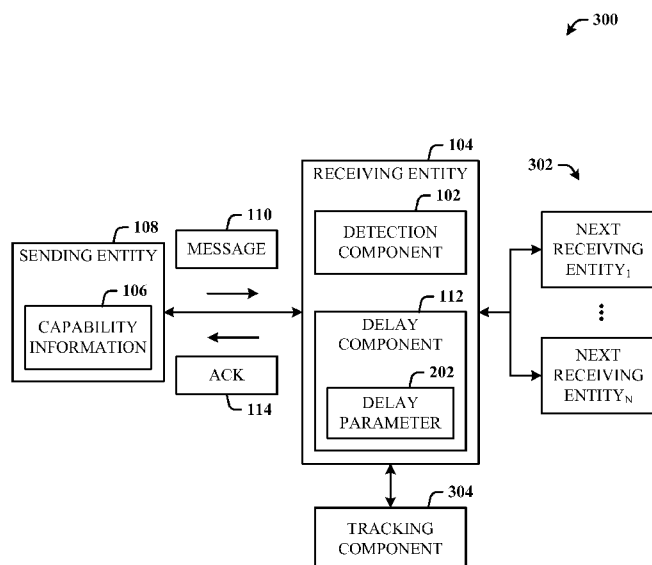 300
104
RECEIVING ENTITY
302
110
102
MESSAGE
DETECTION
COMPONENT
108
SENDING ENTITY
NEXT
RECEIVING
ENTITY1
106
CAPABILITY
INFORMATION
112
DELAY
COMPONENT
NEXT
RECEIVING
ENTITYN
ACK
202
DELAY
PARAMETER
114
304
TRACKING
COMPONENT